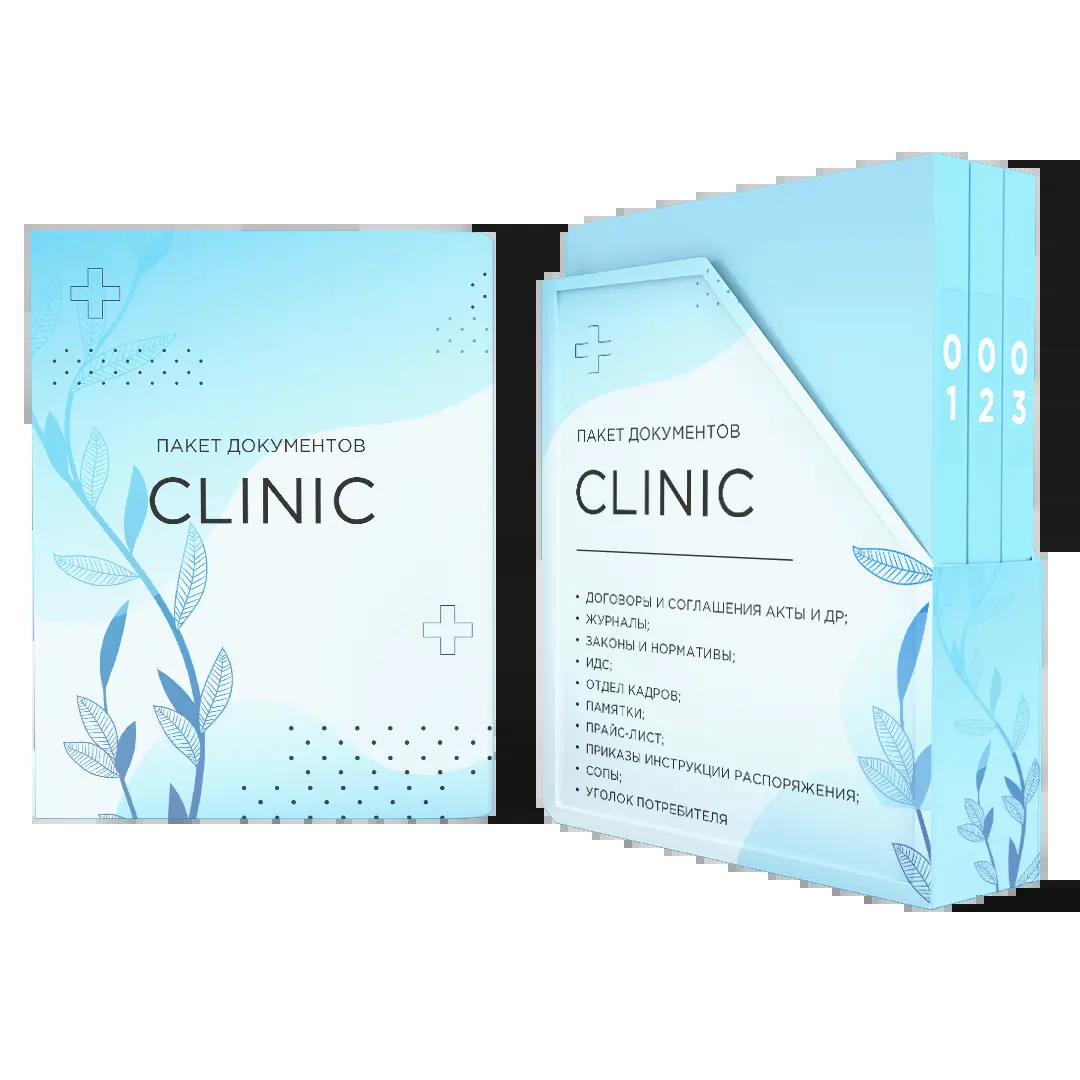 ПАКЕТ ДОКУМЕНТОВ
CLINIC
ПАКЕТ ДОКУМЕНТОВ
CLINIC
• ДОГОВОРЫ И СОГЛАШЕНИЯ АКТЫ И ДР;
• ЖУРНАЛЫ;
• ЗАКОНЫ И НОРМАТИВЫ;
• ИДС;
• ОТДЕЛ КАДРОВ;
• ПАМЯТКИ;
• ПРАЙС-ЛИСТ;
• ПРИКАЗЫ ИНСТРУКЦИИ РАСПОРЯЖЕНИЯ;
• СОПЫ;
• УГОЛОК ПОТРЕБИТЕЛЯ
01
02
03